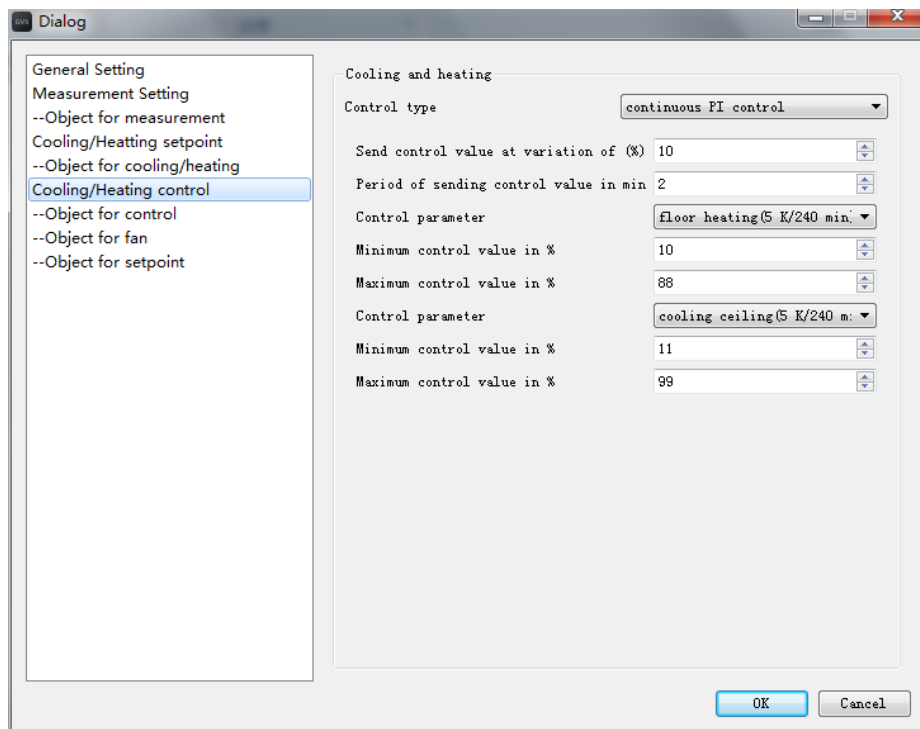 GVS Dialog
General Setting
Measurement Setting
--Object for measurement
Cooling/Heatting setpoint
--Object for cooling/heating
Cooling/Heating control
--Object for control
--Object for fan
--Object for setpoint
Cooling and heating
Control type continuous PI control
Send control value at variation of (%) 10
Period of sending control value in min 2
Control parameter floor heating(5 K/240 min)
Minimum control value in % 10
Maximum control value in % 88
Control parameter cooling ceiling(5 K/240 m
Minimum control value in % 11
Maximum control value in % 99
OK Cancel